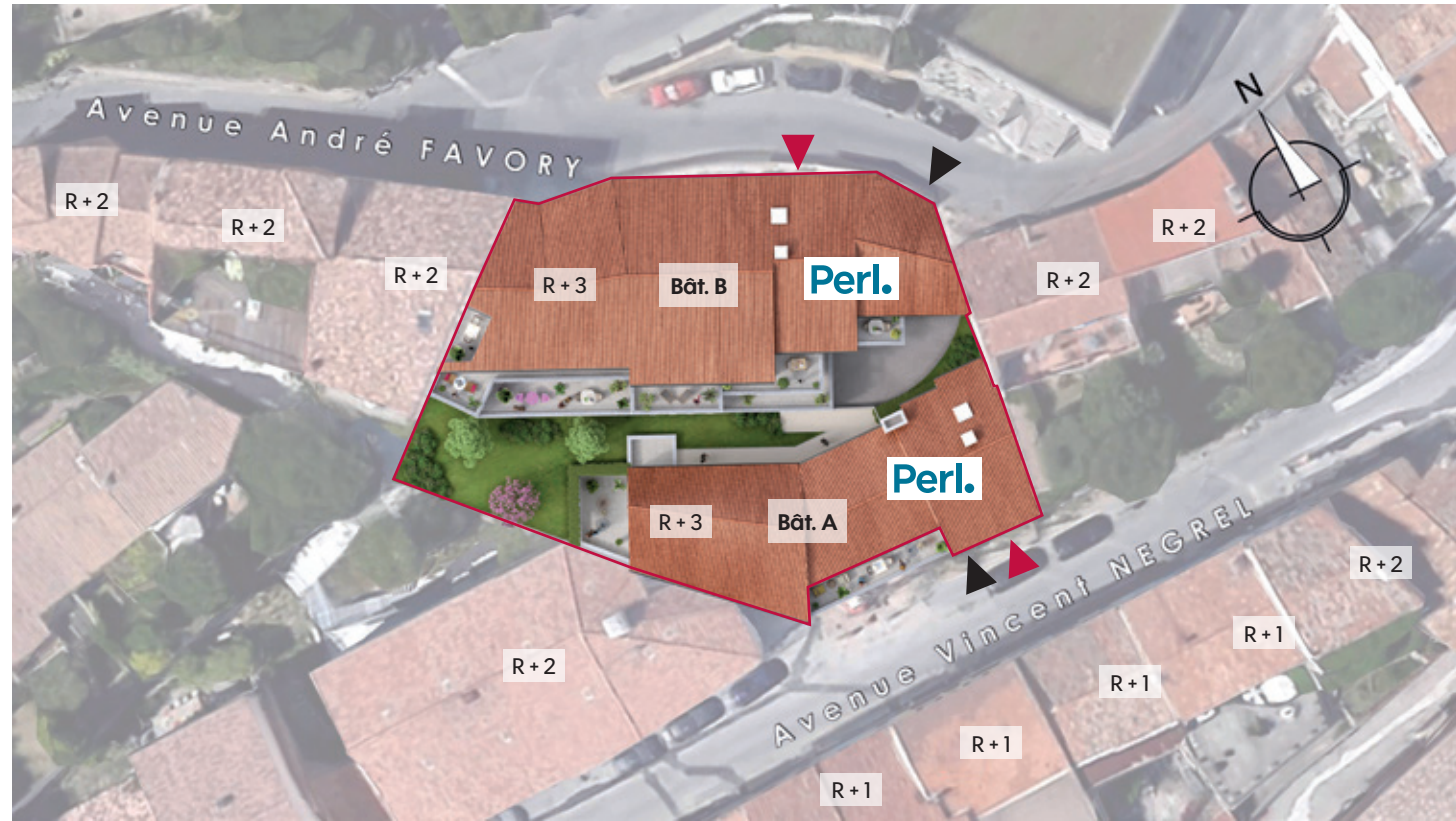 N
Avenue André FAVORY
R + 2
R + 2
R + 2
R + 2
R + 2
R + 3
Bât. B
Perl.
Perl.
R + 3
Bât. A
Avenue Vincent NEGREL
R + 2
R + 2
R + 1
R + 1
R + 1
R + 1